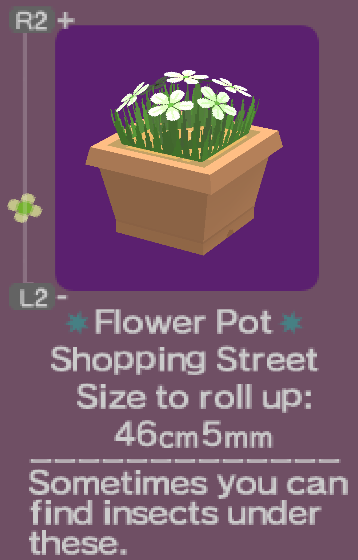 R2 +
L2 -
Flower Pot
Shopping Street
Size to roll up:
46cm5mm
Sometimes you can
find insects under
these.